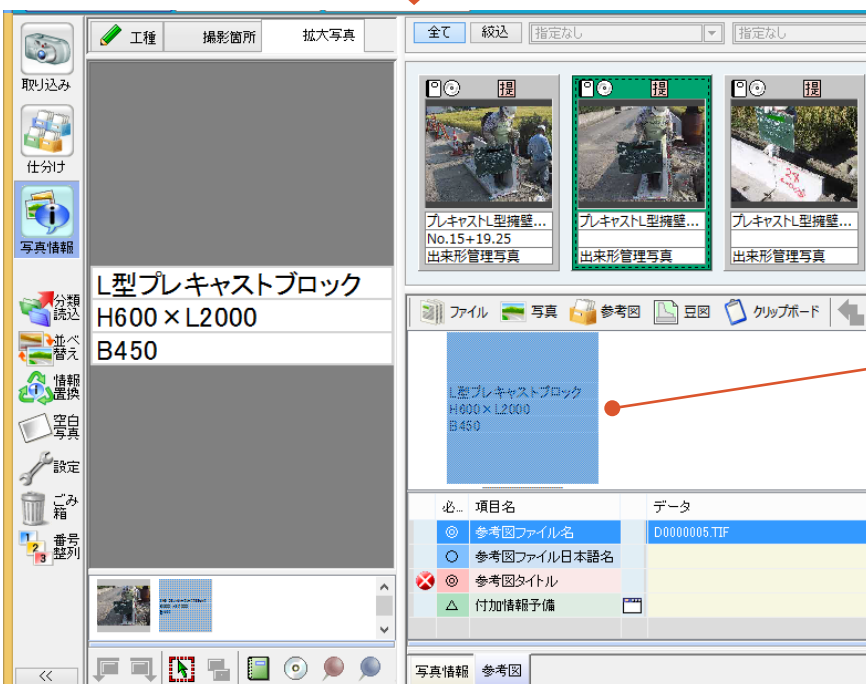 工種
撮影箇所
拡大写真
全て
絞込
指定なし
指定なし
取り込み
仕分け
写真情報
分類
読込
並べ
替え
情報
置換
空白
写真
設定
ごみ
箱
番号
整列
<<
L型プレキャストブロック
H600×L2000
B450
提
プレキャストL型擁壁...
No.15+19.25
出来形管理写真
提
プレキャストL型擁壁...
出来形管理写真
提
プレキャストL型擁壁...
出来形管理写真
ファイル
写真
参考図
豆図
クリップボード
L型プレキャストブロック
H600×L2000
B450
必...
項目名
データ
◎
参考図ファイル名
D0000005.TIF
○
参考図ファイル日本語名
◎
参考図タイトル
△
付加情報予備
写真情報
参考図